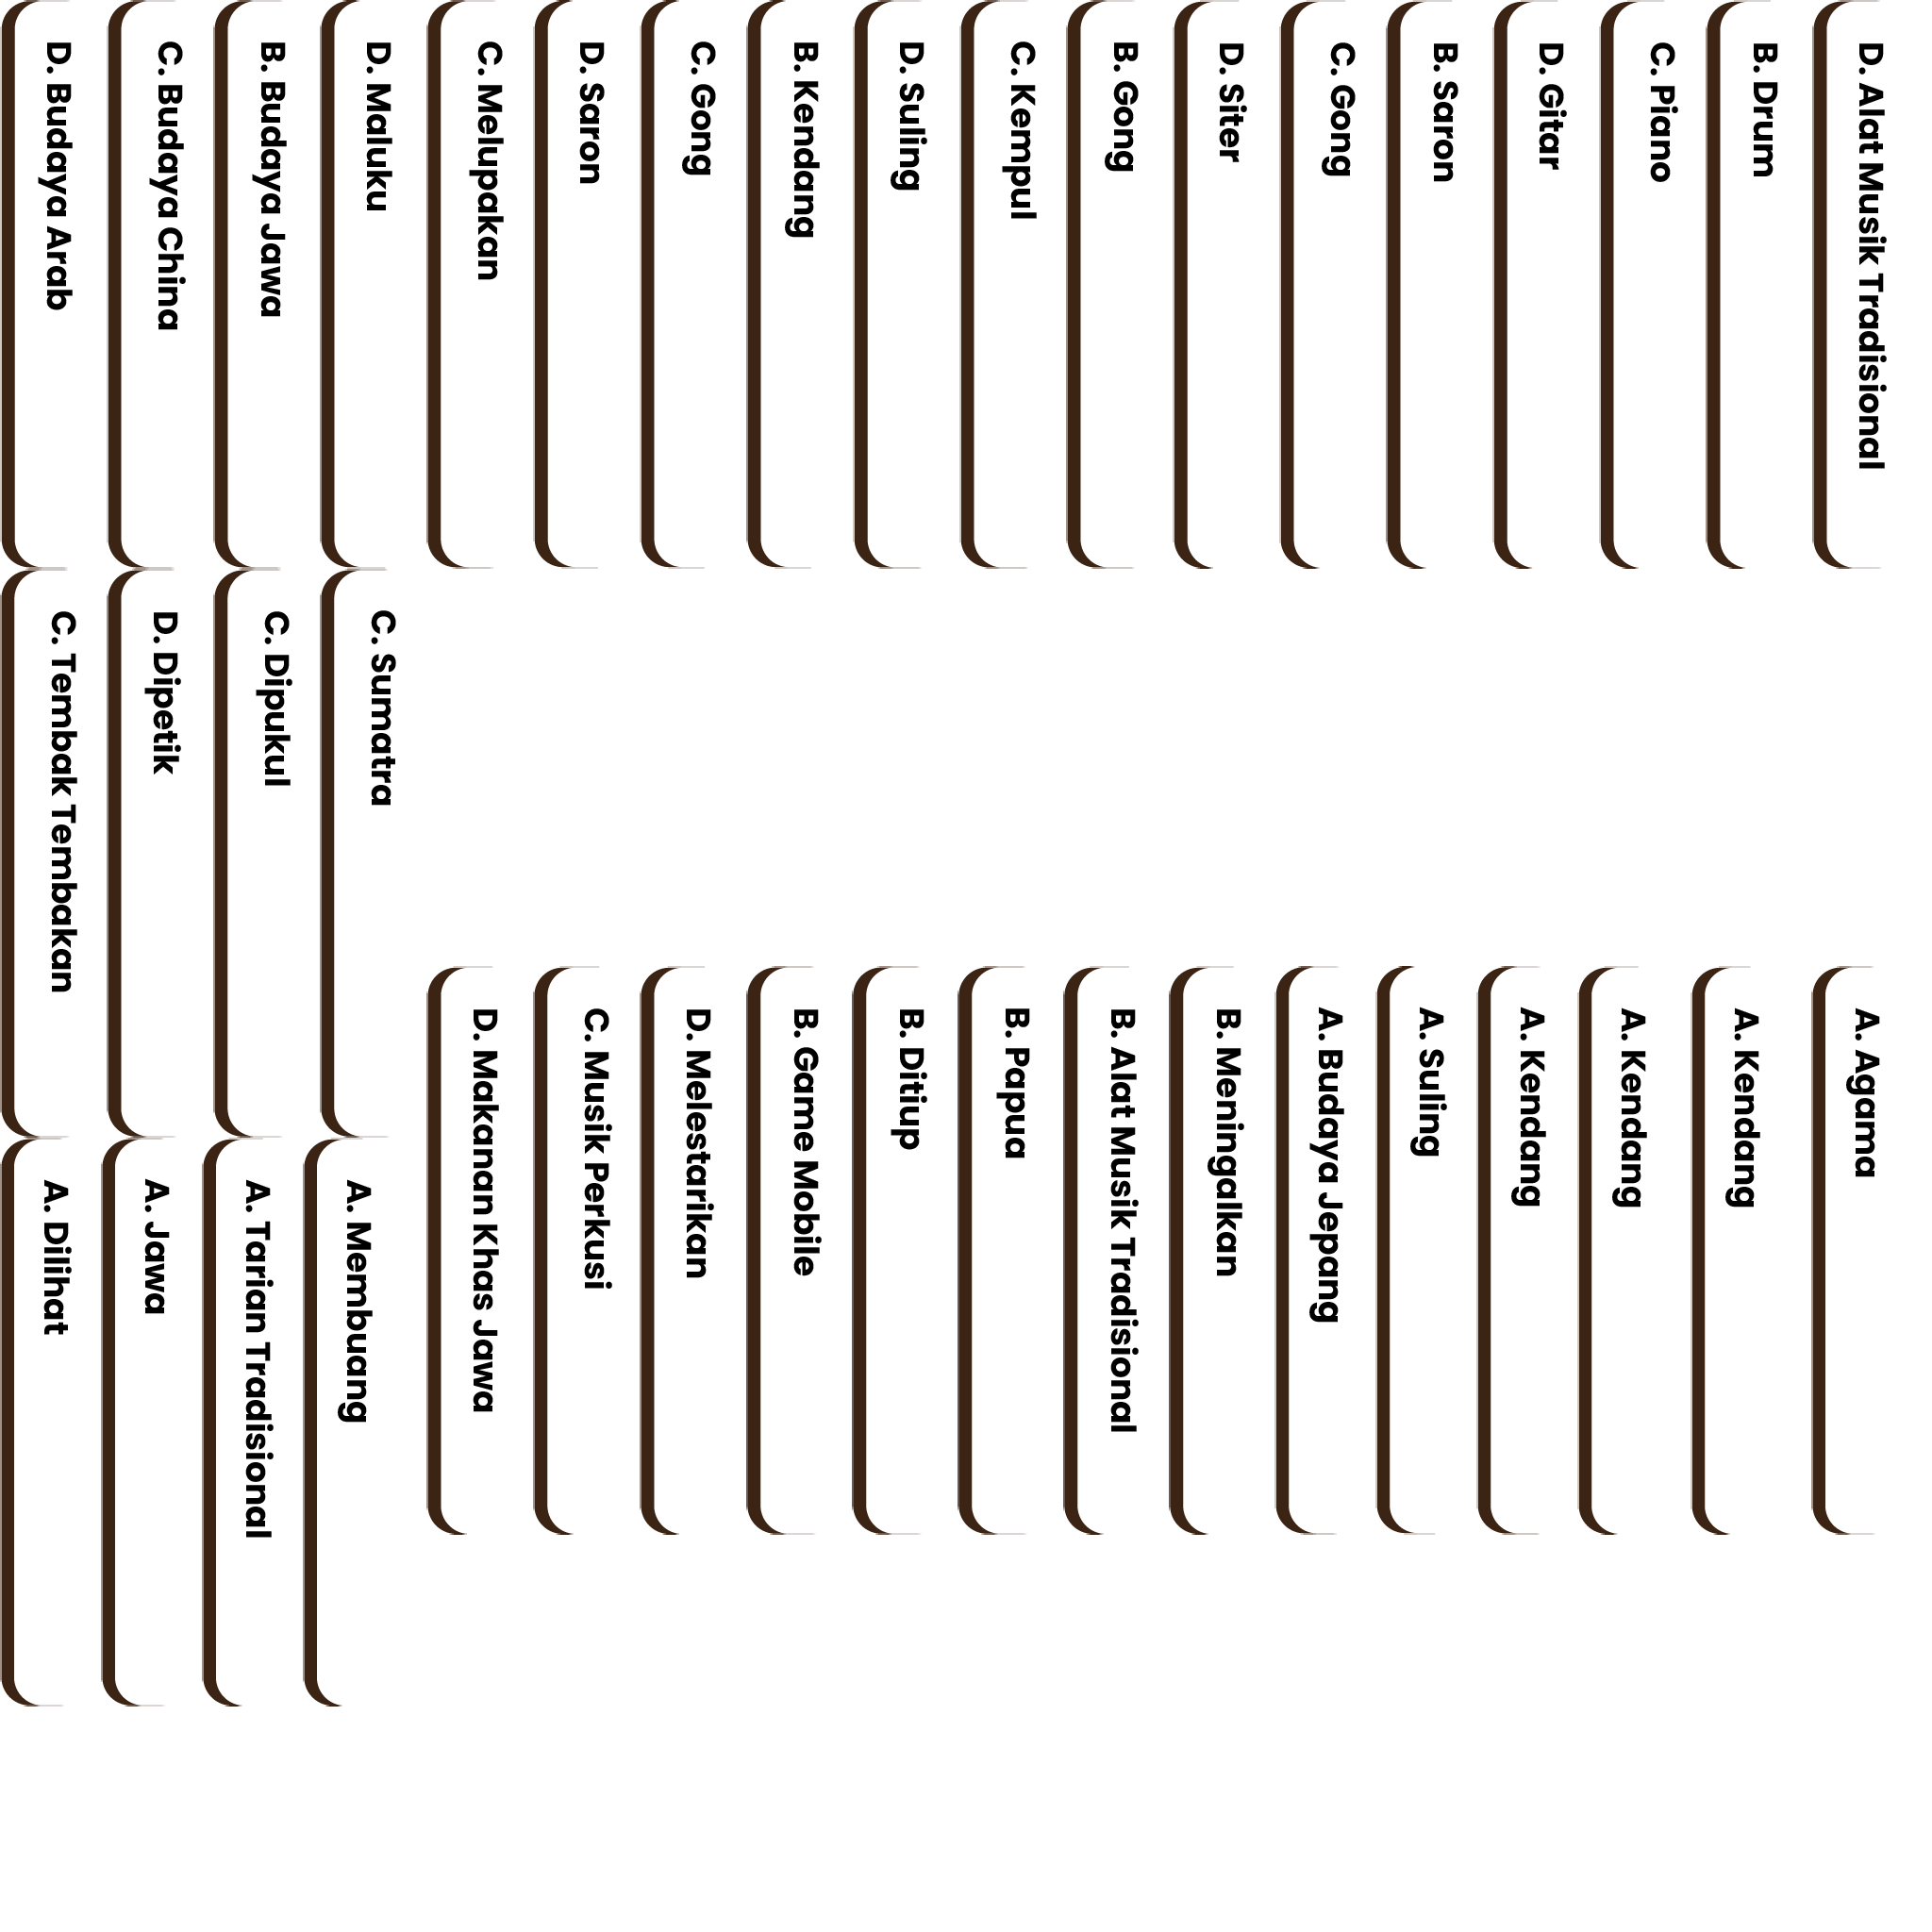 D. Alat Musik Tradisional
B. Drum
C. Piano
D. Gitar
B. Saron
C. Gong
D. Siter
B. Gong
C. Kempul
D. Suling
B. Kendang
C. Gong
D. Saron
C. Melupakan
D. Maluku
B. Budaya Jawa
C. Budaya China
D. Budaya Arab
C. Sumatra
C. Dipukul
D. Dipetik
C. Tembak Tembakan
A. Agama
A. Kendang
A. Kendang
A. Kendang
A. Suling
A. Budaya Jepang
B. Meningalkan
B. Alat Musik Tradisional
B. Papua
B. Ditiup
B. Game Mobile
D. Melestarikan
C. Musik Perkusi
D. Makanan Khas Jawa
A. Membuang
A. Tarian Tradisional
A. Jawa
A. Dilihat